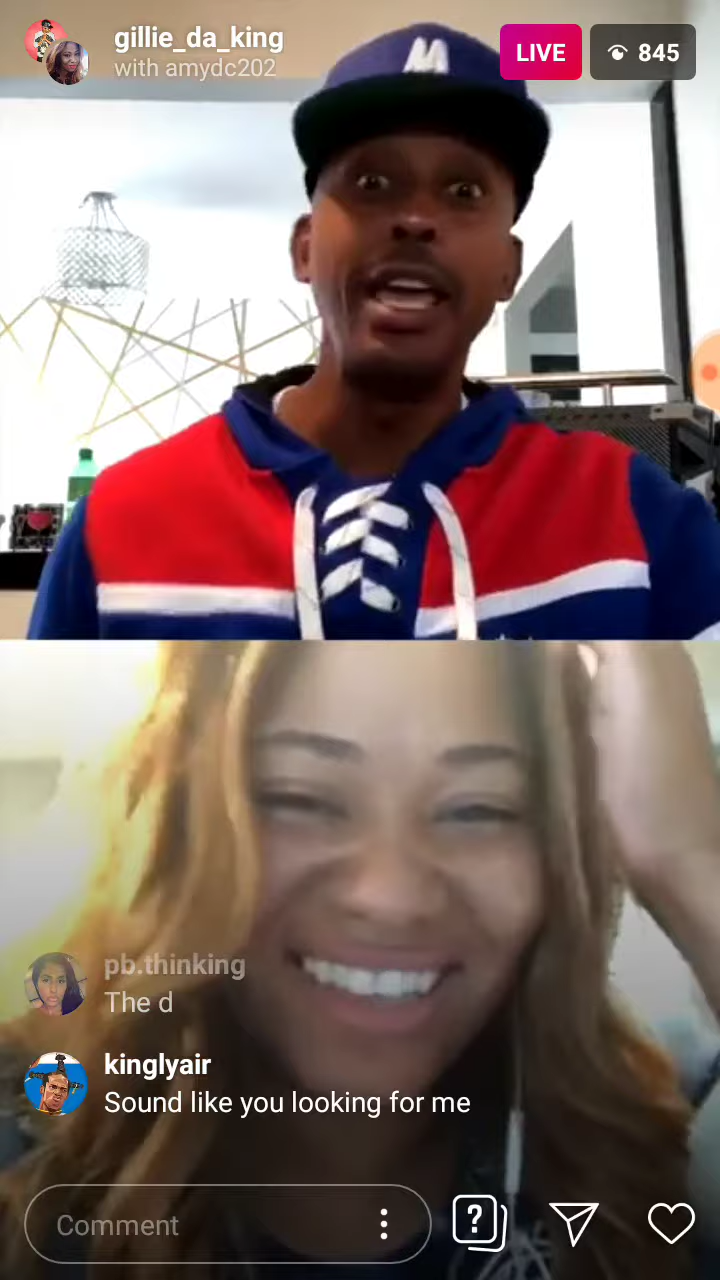 gillie_da_king
with amydc202
LIVE
845
M
pb.thinking
The d
kinglyair
Sound like you looking for me
Comment
?